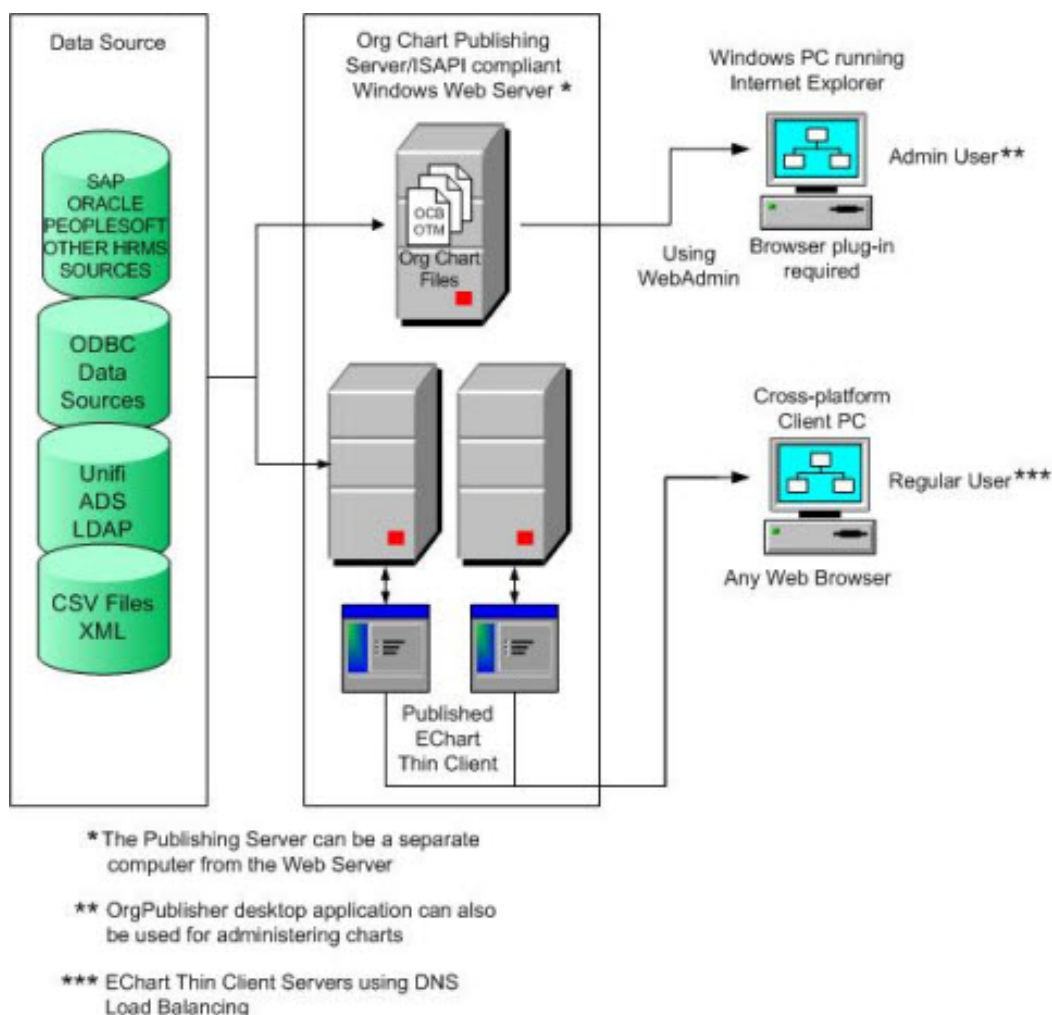 Data Source
SAP
ORACLE
PEOPLESOFT
OTHER HRMS
SOURCES
ODBC
Data
Sources
Unifi
ADS
LDAP
CSV Files
XML
Org Chart Publishing
Server/ISAPI compliant
Windows Web Server *
OCB
OTM
Org Chart
Files
Published
EChart
Thin Client
Using
WebAdmin
Windows PC running
Internet Explorer
Admin User**
Browser plug-in
required
Cross-platform
Client PC
Regular User***
Any Web Browser
* The Publishing Server can be a separate
computer from the Web Server
** OrgPublisher desktop application can also
be used for administering charts
*** EChart Thin Client Servers using DNS
Load Balancing